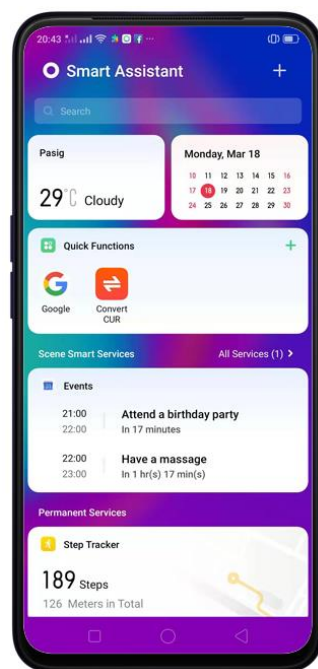 20:43
Smart Assistant
Search
Pasig
29°C Cloudy
Monday, Mar 18
10 11 12 13 14 15 16
17 18 19 20 21 22 23
24 25 26 27 28 29 30
Quick Functions
Google
Convert
CUR
Scene Smart Services
All Services (1) >
Events
21:00 Attend a birthday party
22:00 In 17 minutes
22:00 Have a massage
23:00 In 1 hr(s) 17 min(s)
Permanent Services
Step Tracker
189 Steps
126 Meters in Total